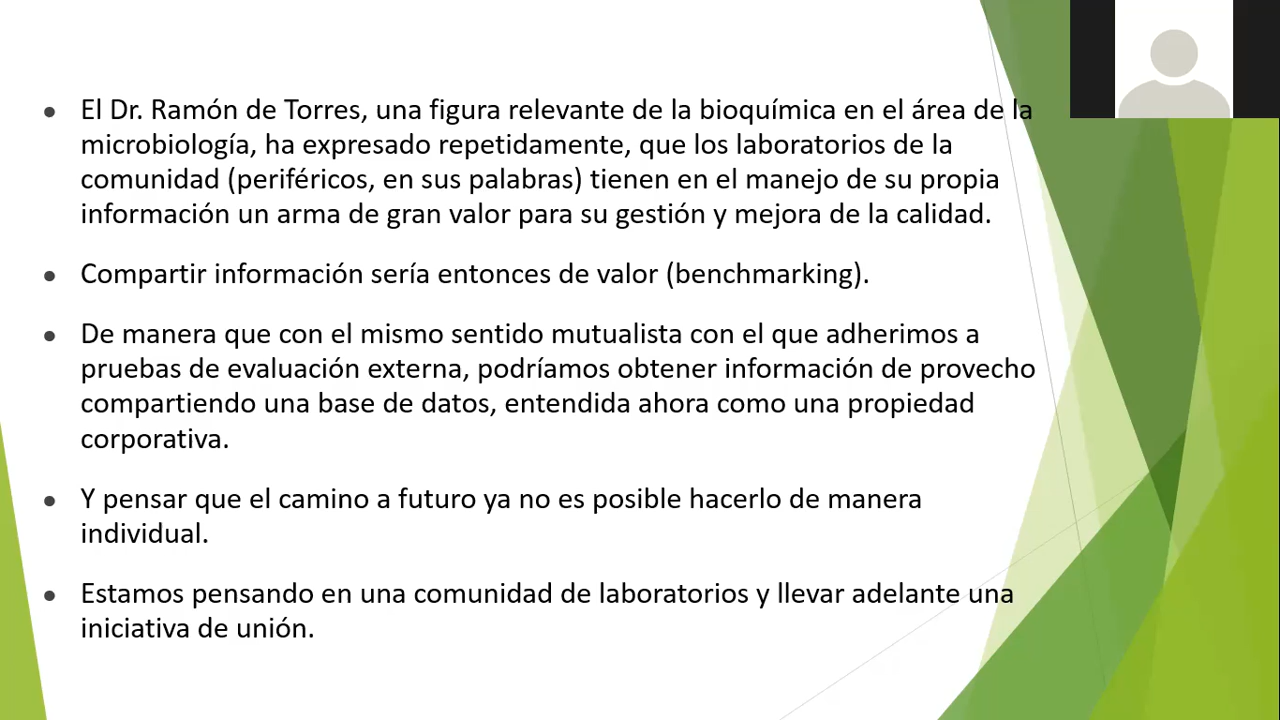 • El Dr. Ramón de Torres, una figura relevante de la bioquímica en el área de la
microbiología, ha expresado repetidamente, que los laboratorios de la
comunidad (periféricos, en sus palabras) tienen en el manejo de su propia
información un arma de gran valor para su gestión y mejora de la calidad.
• Compartir información sería entonces de valor (benchmarking).
• De manera que con el mismo sentido mutualista con el que adherimos a
pruebas de evaluación externa, podríamos obtener información de provecho
compartiendo una base de datos, entendida ahora como una propiedad
corporativa.
• Y pensar que el camino a futuro ya no es posible hacerlo de manera
individual.
• Estamos pensando en una comunidad de laboratorios y llevar adelante una
iniciativa de unión.